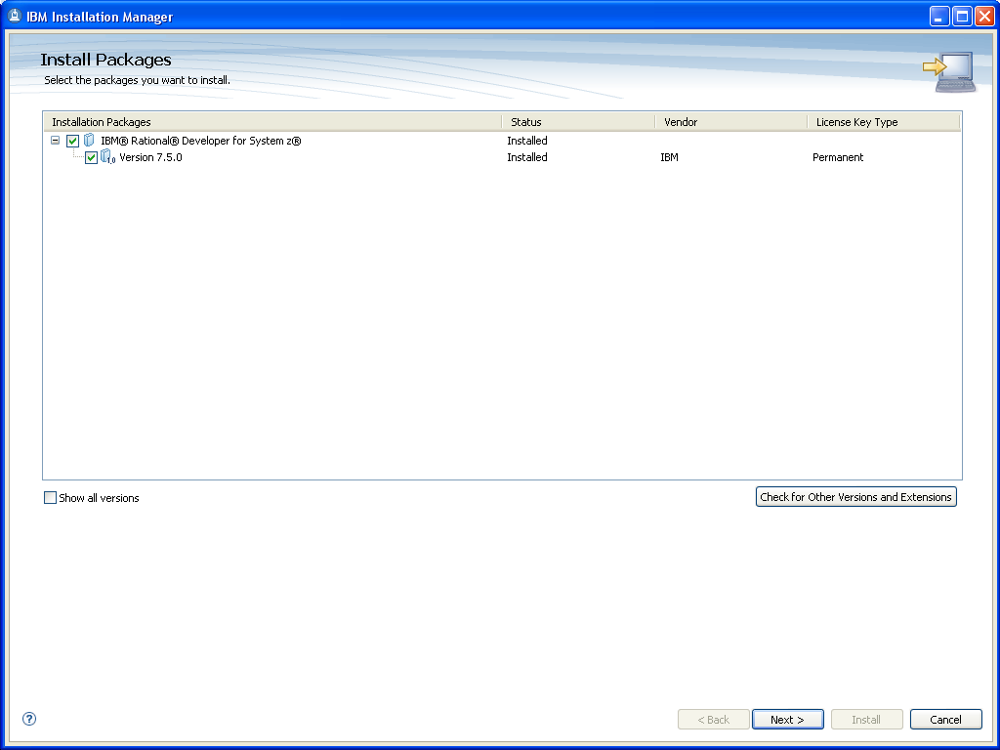 IBM Installation Manager
Install Packages
Select the packages you want to install.
Installation Packages Status Vendor License Key Type
IBM® Rational® Developer for System z® Installed
1.0 Version 7.5.0 Installed IBM Permanent
Show all versions Check for Other Versions and Extensions
? < Back Next > Install Cancel